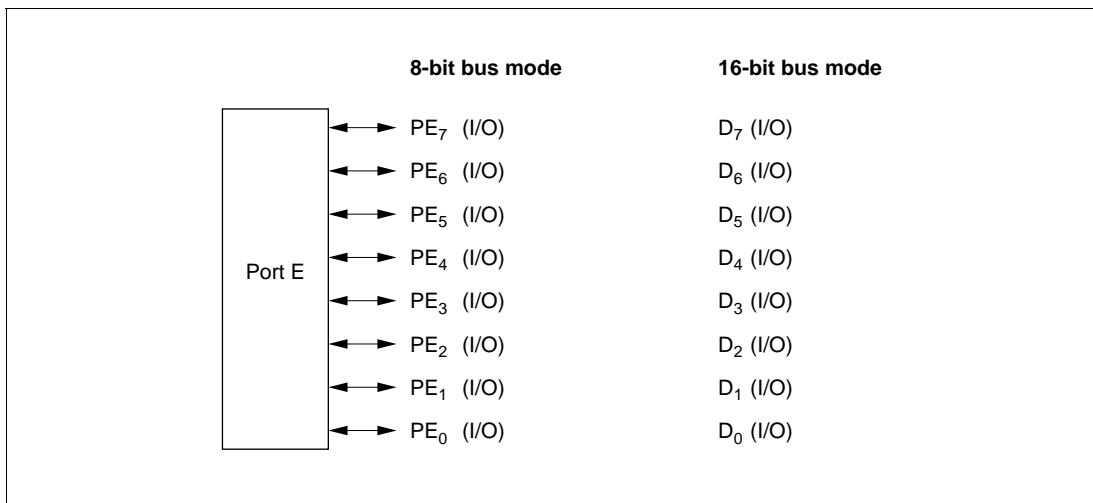 8-bit bus mode 16-bit bus mode
PE7 (I/O) D7 (I/O)
PE6 (I/O) D6 (I/O)
PE5 (I/O) D5 (I/O)
Port E PE4 (I/O) D4 (I/O)
PE3 (I/O) D3 (I/O)
PE2 (I/O) D2 (I/O)
PE1 (I/O) D1 (I/O)
PE0 (I/O) D0 (I/O)